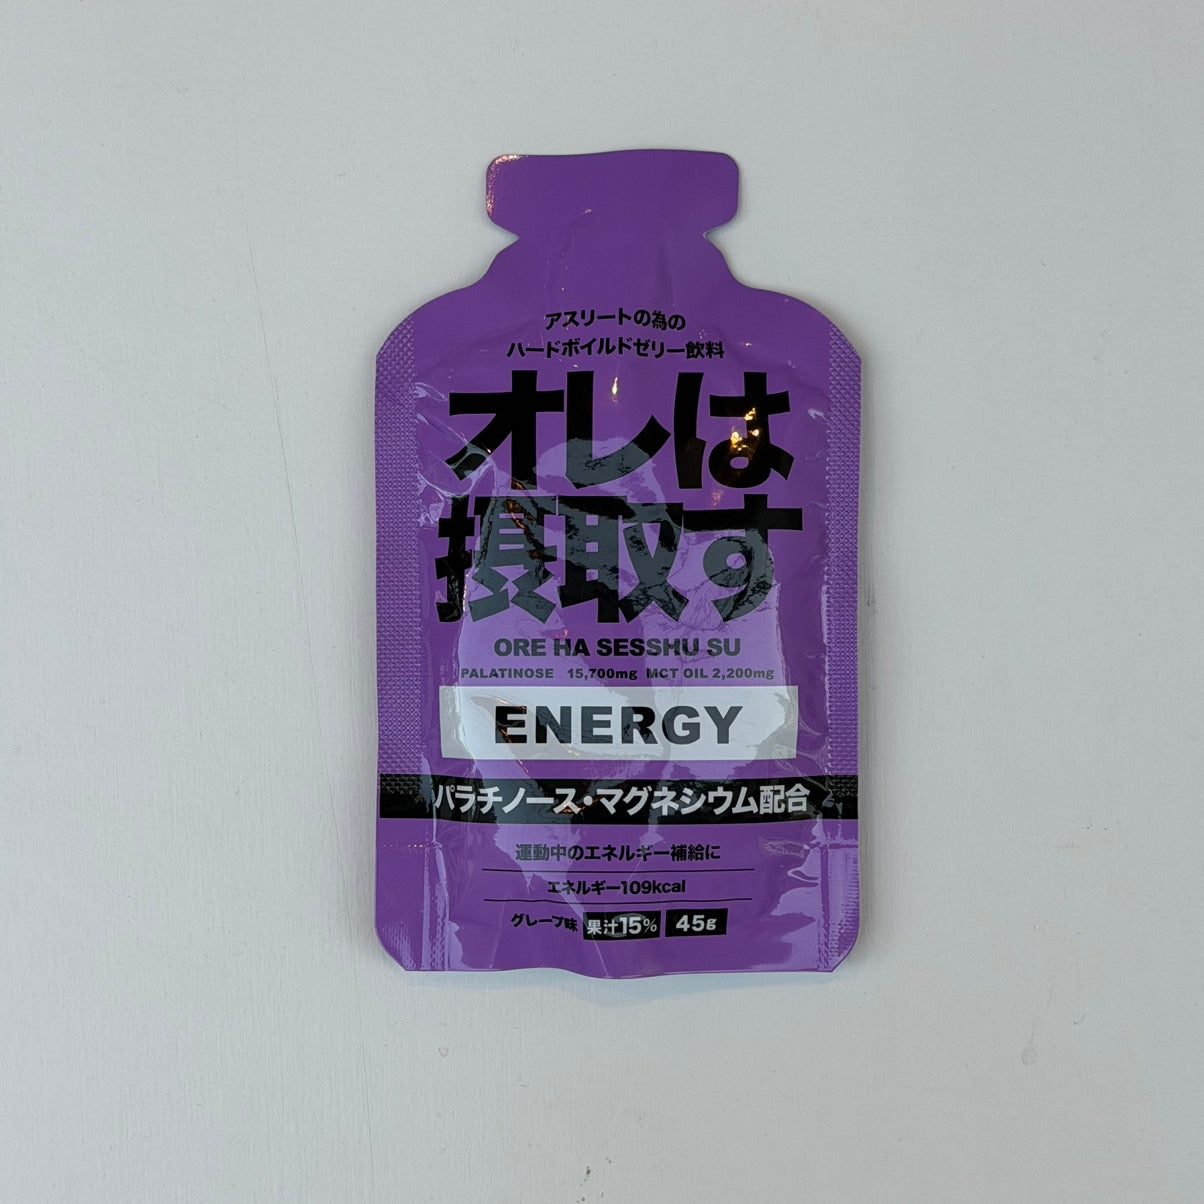 アスリートの為の
ハードボイルドゼリー飲料
オレは
摂取す
ORE HA SESSHU SU
PALATINOSE 15,700mg MCT OIL 2,200mg
ENERGY
パラチノース・マグネシウム配合
運動中のエネルギー補給に
エネルギー109kcal
グレープ味 果汁15% 45g